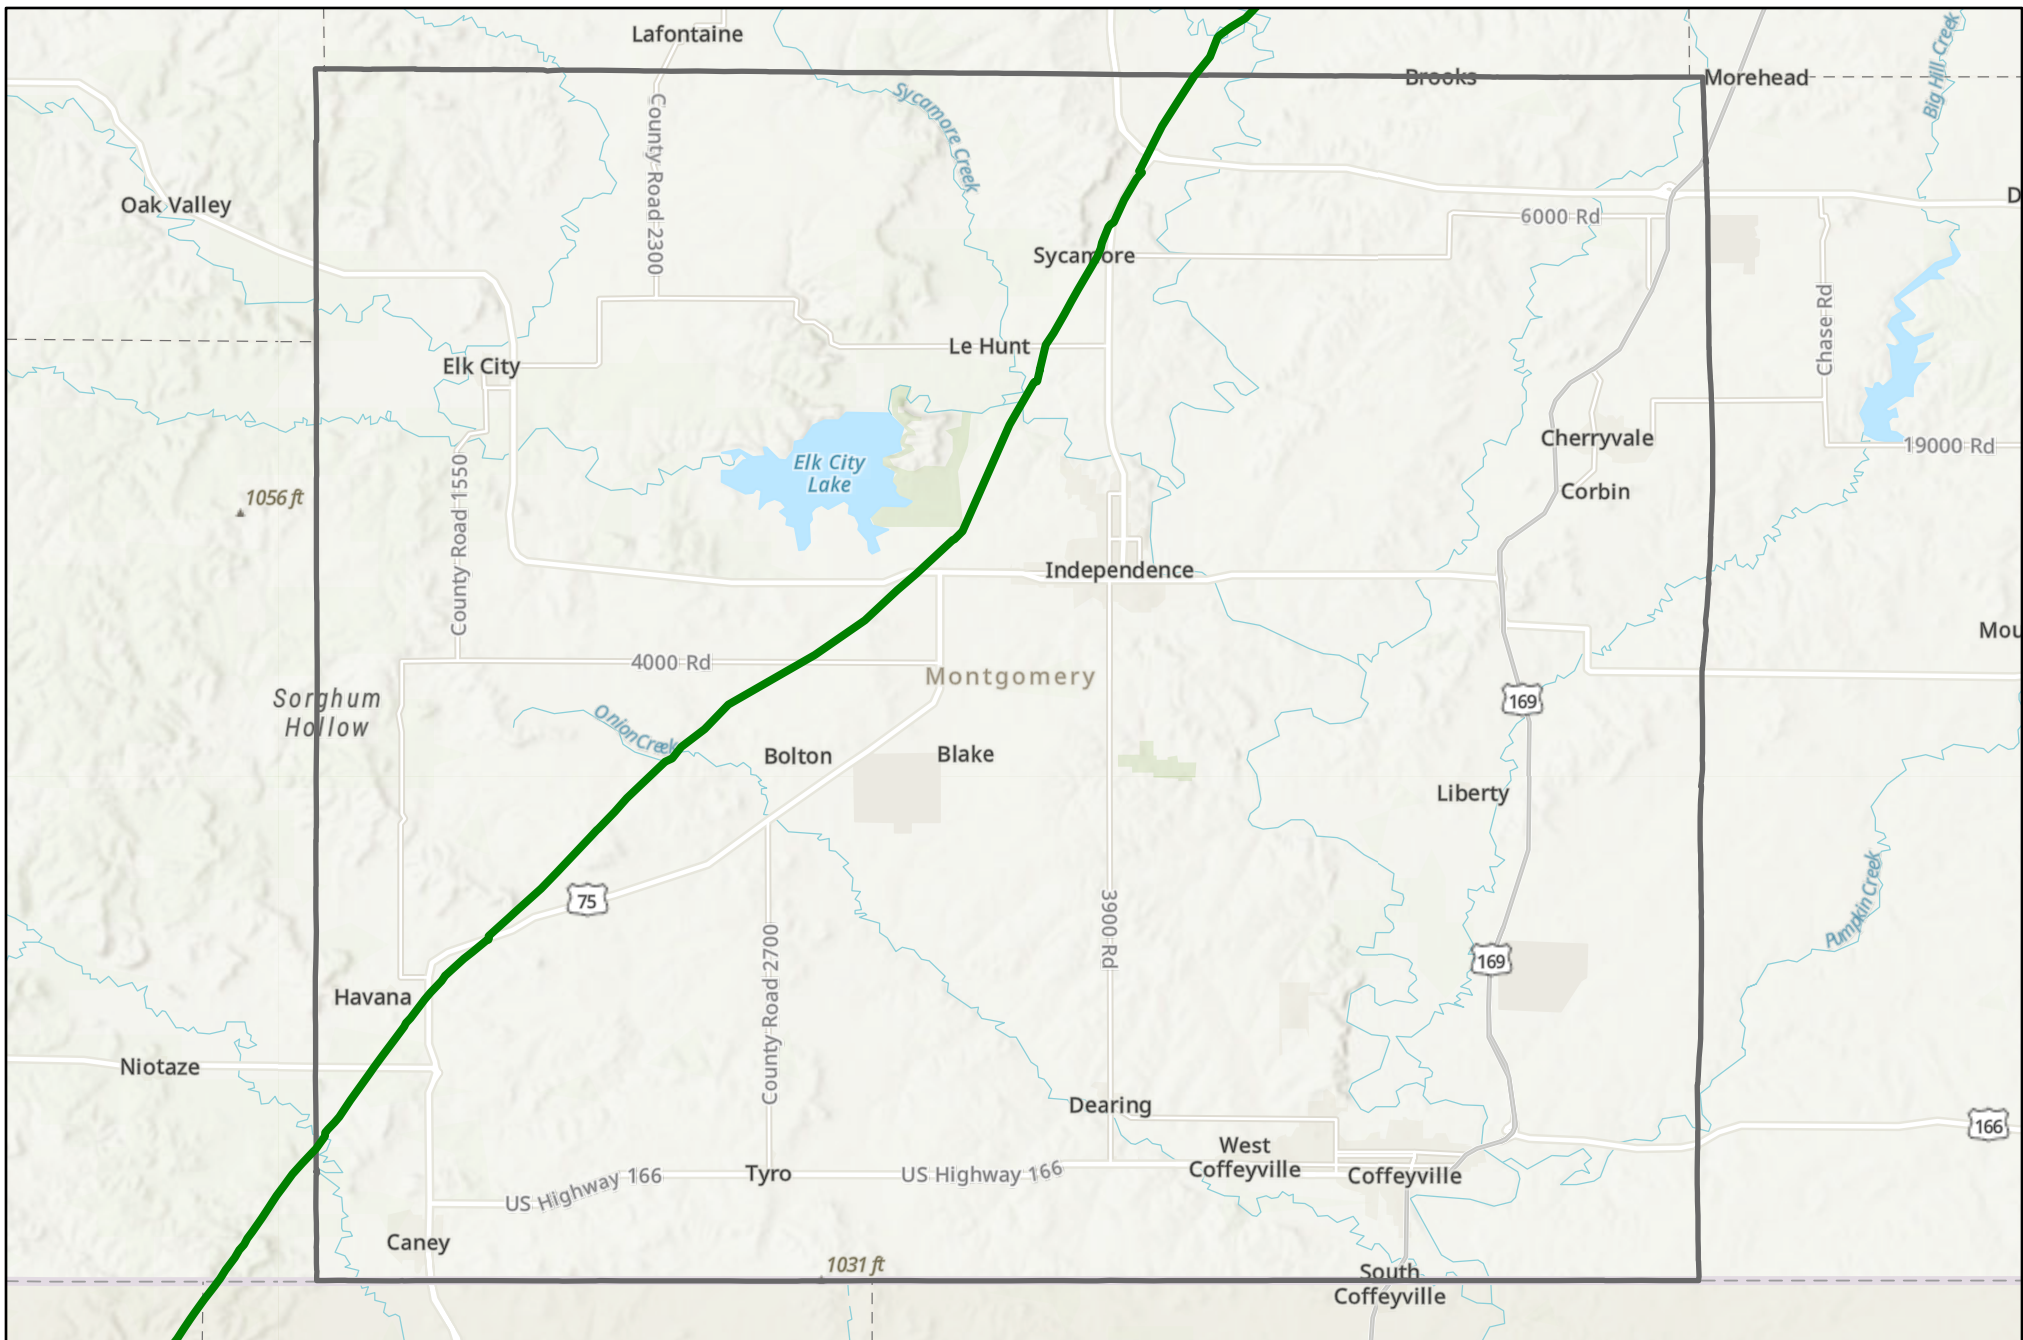 Lafontaine
Brooks
Morehead
Big Hill Creek
Sycamore Creek
County Road 2300
Oak Valley
D
6000 Rd
Sycamore
Chase Rd
Le Hunt
Elk City
Cherryvale
19000 Rd
Elk City
Lake
Corbin
1056 ft
County Road 1550
Independence
Mou
4000 Rd
Montgomery
Sorghum
Hollow
169
Onion Creek
Bolton
Blake
Liberty
75
Pumpkin Creek
3900 Rd
County Road 2700
169
Havana
Niotaze
Dearing
166
West
Coffeyville
Tyro
US Highway 166
US Highway 166
Coffeyville
Caney
1031 ft
South
Coffeyville